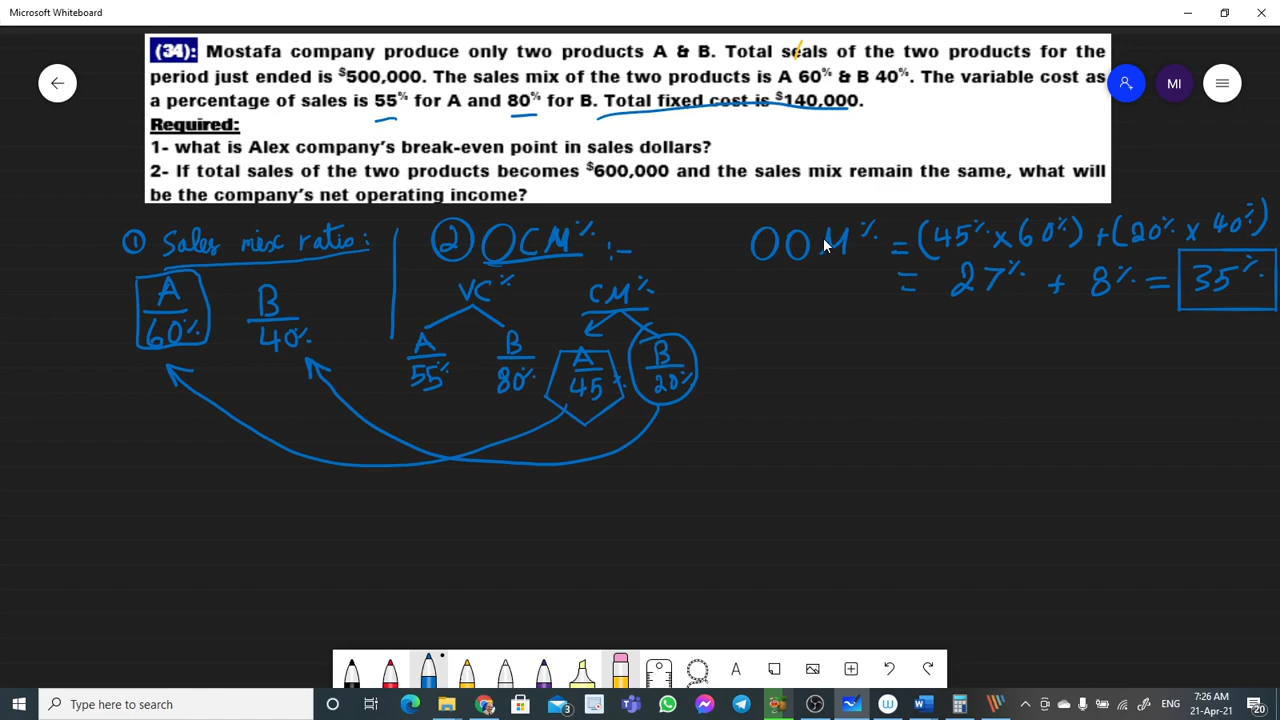 Microsoft Whiteboard
(34): Mostafa company produce only two products A & B. Total seals of the two products for the
period just ended is $500,000. The sales mix of the two products is A 60% & B 40%. The variable cost as
a percentage of sales is 55% for A and 80% for B. Total fixed cost is $140,000.
Required:
1- what is Alex company's break-even point in sales dollars?
2- If total sales of the two products becomes $600,000 and the sales mix remain the same, what will
be the company's net operating income?
MI
① Sales mix ratio:
A
60%
B
40%
② OCM% :-
VC%
A
55%
B
80%
CM%
A
45%
B
20%
OOM% = (45% x 60%) + (20% x 40%)
= 27% + 8% = 35%
A
Type here to search
3
W
W
ENG
7:26 AM
21-Apr-21
20